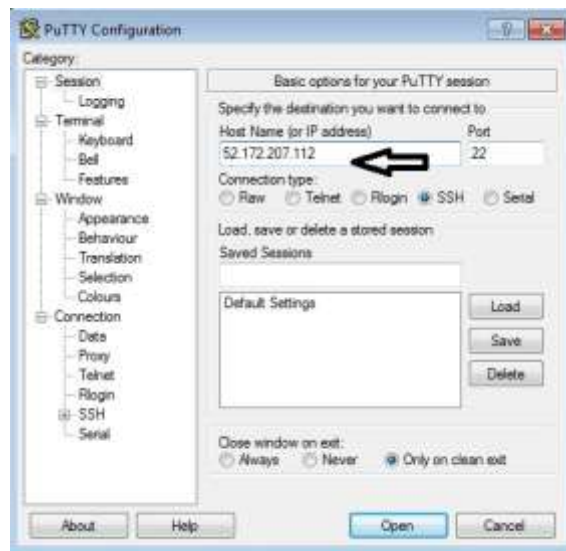 PuTTY Configuration
Category:
Session
Logging
Terminal
Keyboard
Bell
Features
Window
Appearance
Behaviour
Translation
Selection
Colours
Connection
Data
Proxy
Telnet
Rlogin
SSH
Serial
Basic options for your PuTTY session
Specify the destination you want to connect to
Host Name (or IP address) Port
52.172.207.112 22
Connection type:
Raw Telnet Rlogin SSH Serial
Load, save or delete a stored session
Saved Sessions
Default Settings
Load
Save
Delete
Close window on exit:
Always Never Only on clean exit
About Help Open Cancel